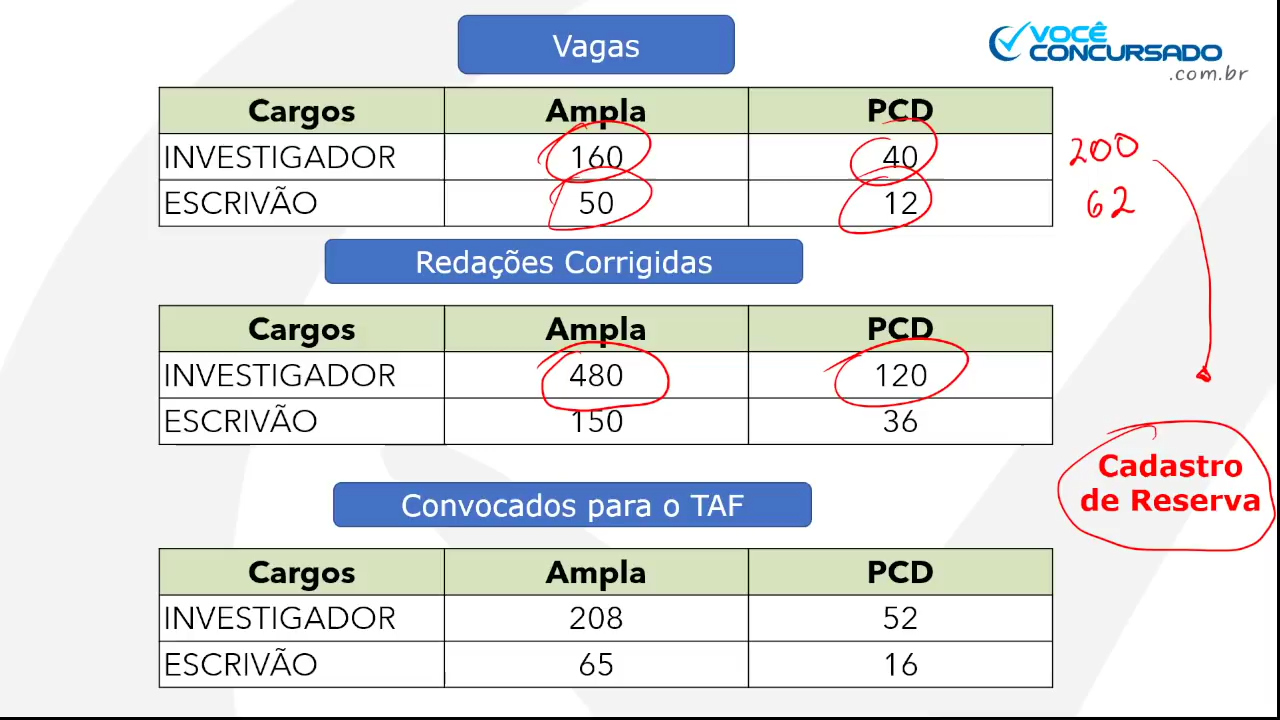 Vagas
VOCÊ
CONCURSADO
.com.br
Cargos Ampla PCD
INVESTIGADOR 160 40 200
ESCRIVÃO 50 12 62
Redações Corrigidas
Cargos Ampla PCD
INVESTIGADOR 480 120
ESCRIVÃO 150 36
Cadastro
de Reserva
Convocados para o TAF
Cargos Ampla PCD
INVESTIGADOR 208 52
ESCRIVÃO 65 16